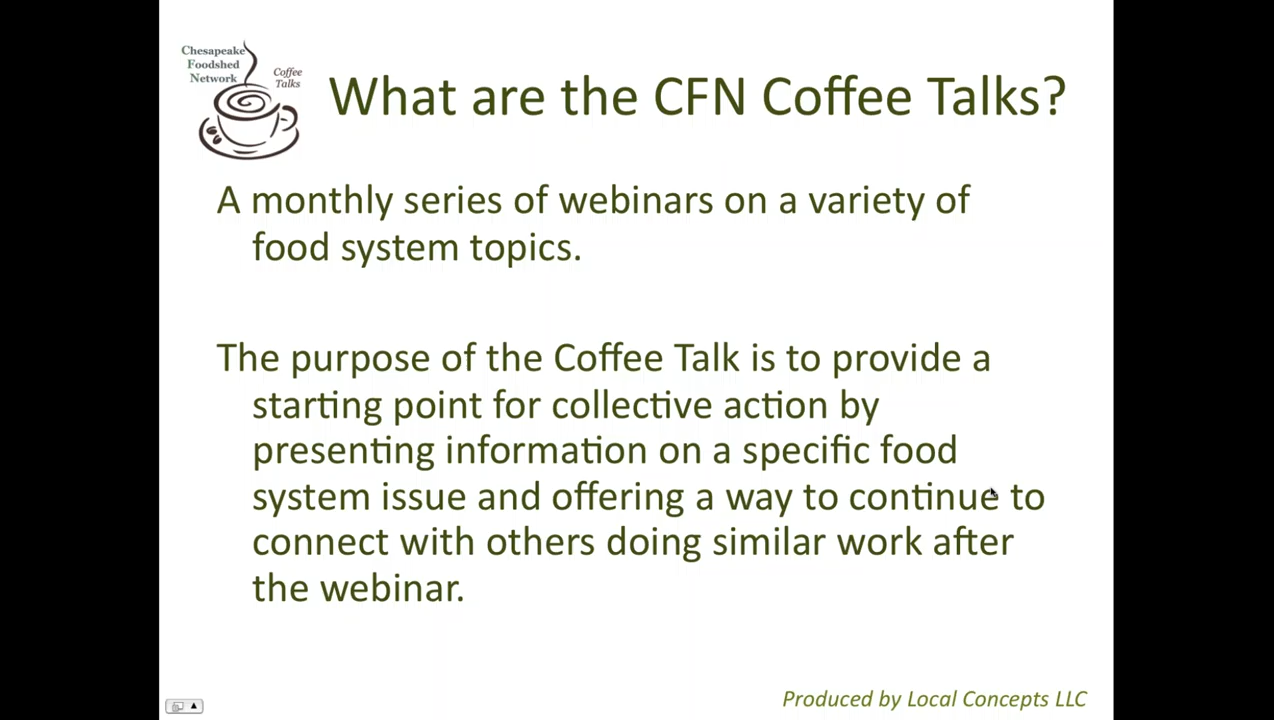 Chesapeake
Foodshed
Network
Coffee
Talks
What are the CFN Coffee Talks?
A monthly series of webinars on a variety of
food system topics.
The purpose of the Coffee Talk is to provide a
starting point for collective action by
presenting information on a specific food
system issue and offering a way to continue to
connect with others doing similar work after
the webinar.
Produced by Local Concepts LLC